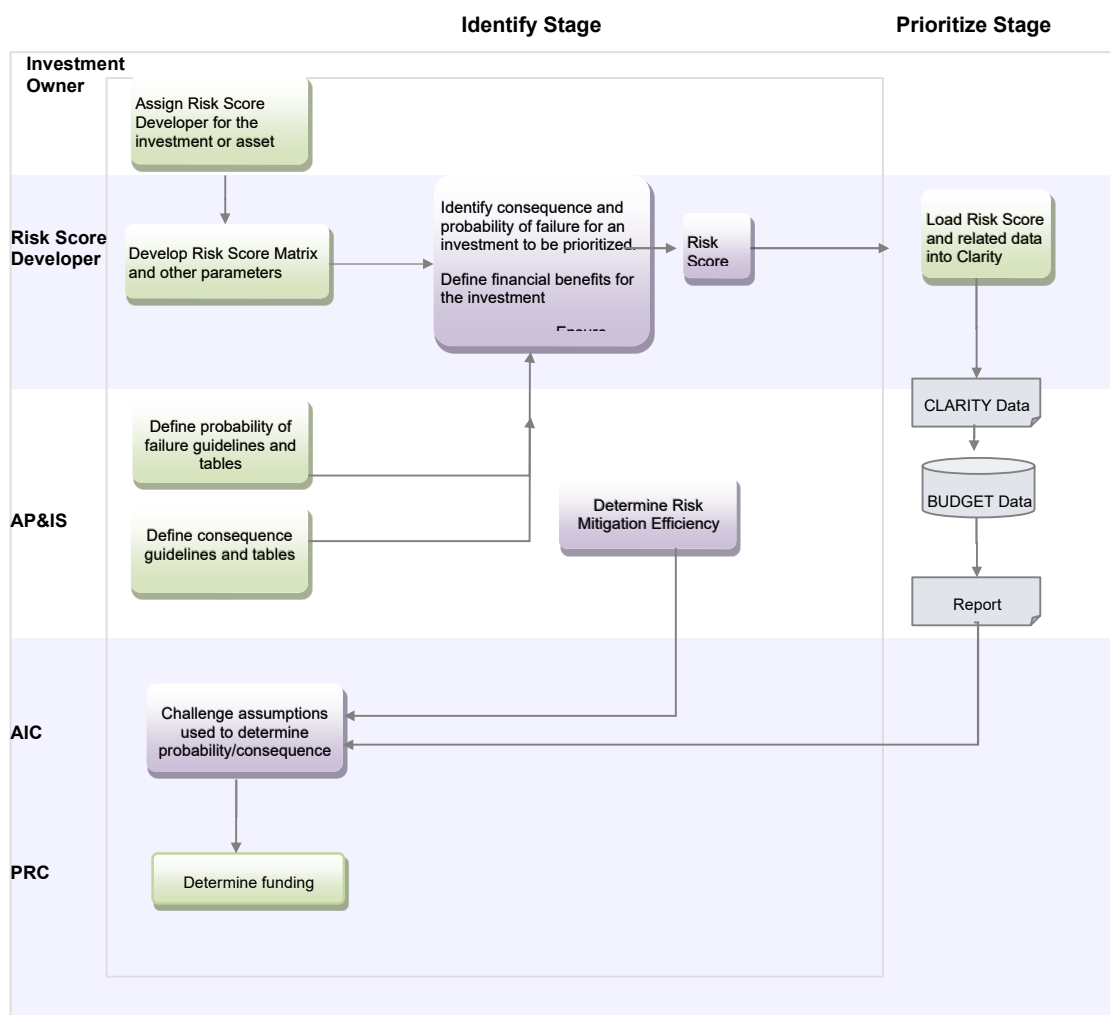 Identify Stage
Prioritize Stage
Investment
Owner
Assign Risk Score
Developer for the
investment or asset
Risk Score
Developer
Develop Risk Score Matrix
and other parameters
Identify consequence and
probability of failure for an
investment to be prioritized.
Define financial benefits for
the investment
Risk
Score
Load Risk Score
and related data
into Clarity
CLARITY Data
BUDGET Data
Report
AP&IS
Define probability of
failure guidelines and
tables
Define consequence
guidelines and tables
Determine Risk
Mitigation Efficiency
AIC
Challenge assumptions
used to determine
probability/consequence
PRC
Determine funding